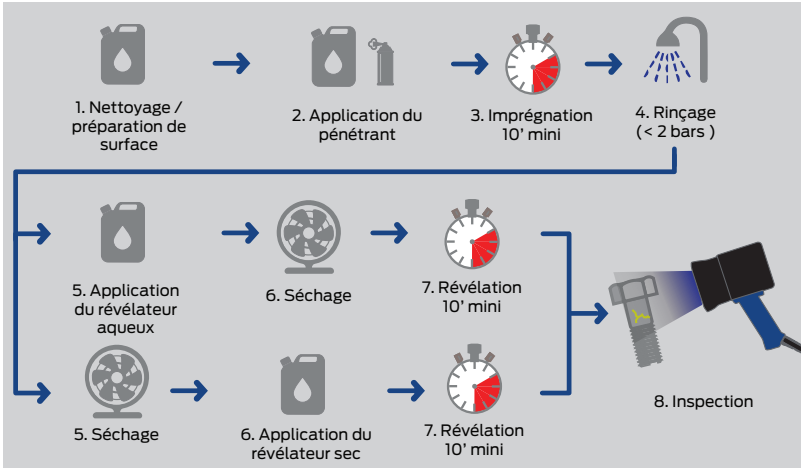 1. Nettoyage /
préparation de
surface
2. Application du
pénétrant
3. Imprégnation
10' mini
4. Rinçage
(< 2 bars )
5. Application
du révélateur
aqueux
6. Séchage
7. Révélation
10' mini
5. Séchage
6. Application du
révélateur sec
7. Révélation
10' mini
8. Inspection